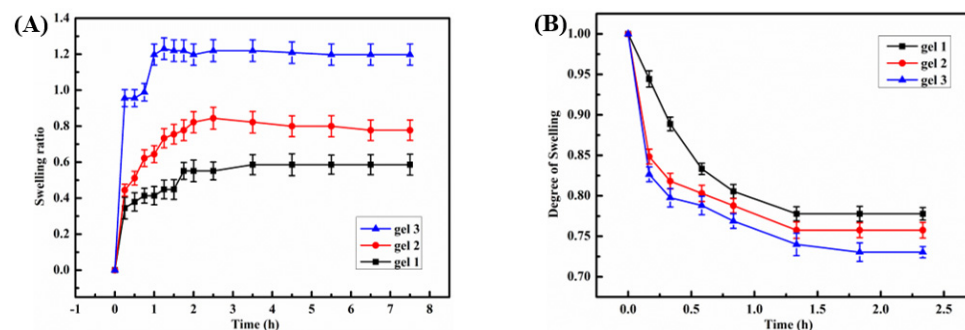 (A)
Swelling ratio
1.4
1.2
1.0
0.8
0.6
0.4
0.2
0.0
gel 3
gel 2
gel 1
-1 0 1 2 3 4 5 6 7 8
Time (h)
(B)
Degree of Swelling
1.00
0.95
0.90
0.85
0.80
0.75
0.70
gel 1
gel 2
gel 3
0.0 0.5 1.0 1.5 2.0 2.5
Time (h)